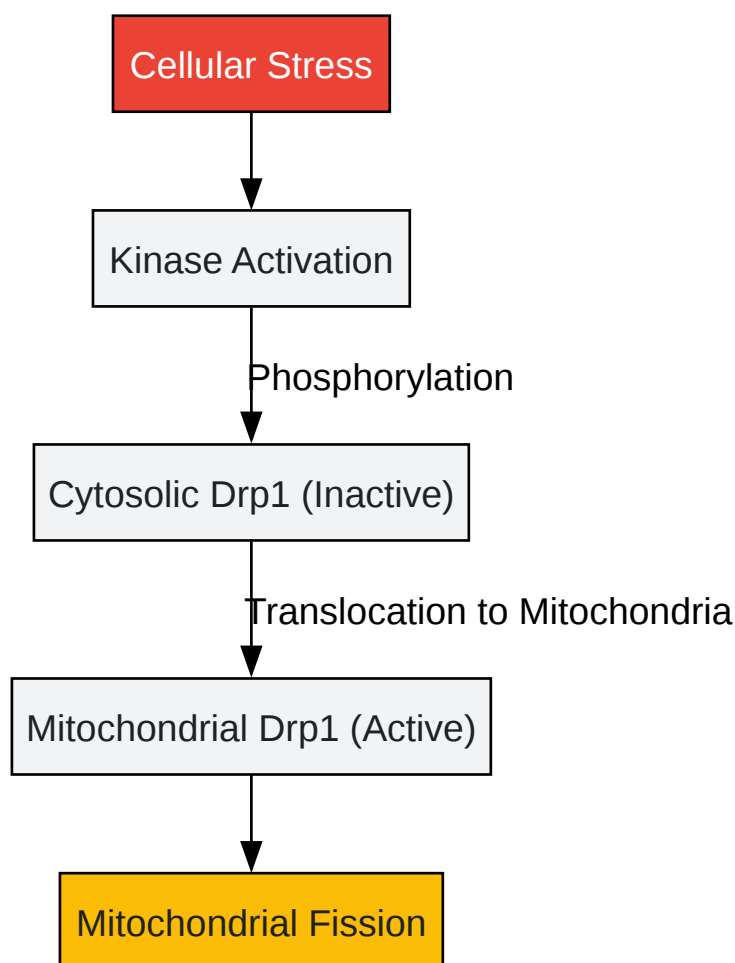 Cellular Stress
Kinase Activation
Phosphorylation
Cytosolic Drp1 (Inactive)
Translocation to Mitochondria
Mitochondrial Drp1 (Active)
Mitochondrial Fission